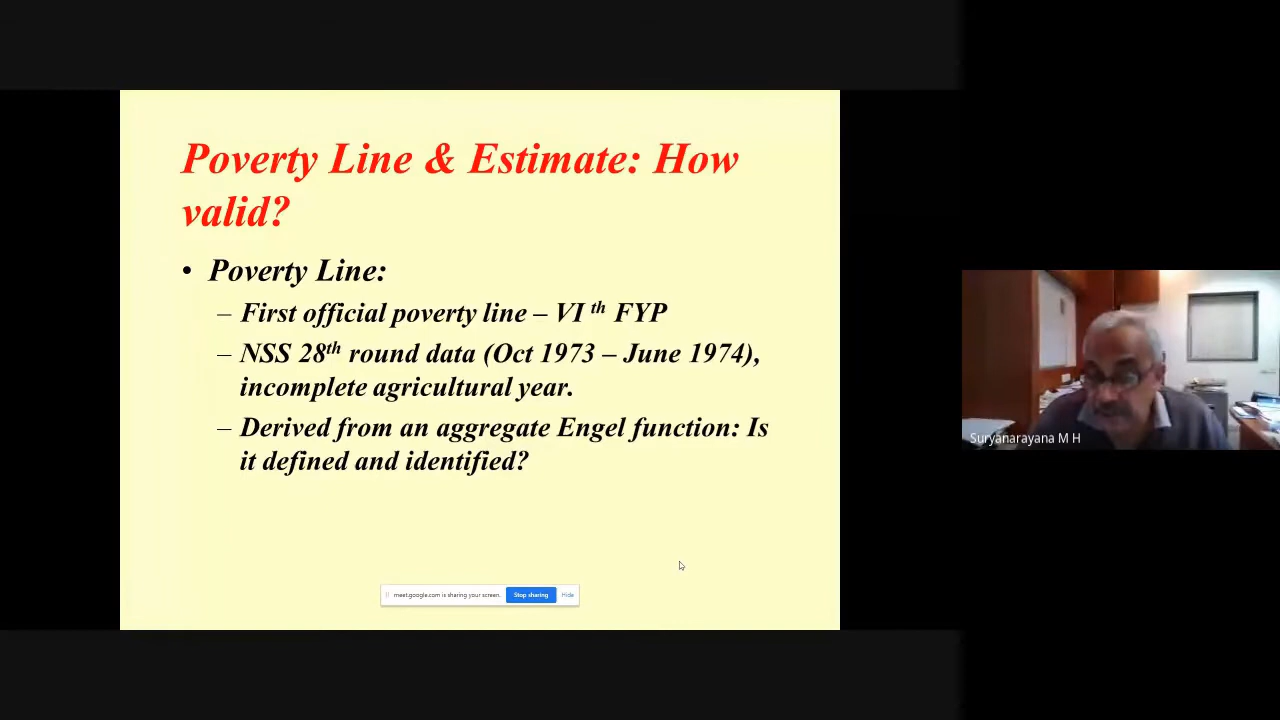 Poverty Line & Estimate: How
valid?
• Poverty Line:
– First official poverty line – VI th FYP
– NSS 28th round data (Oct 1973 – June 1974),
incomplete agricultural year.
– Derived from an aggregate Engel function: Is
it defined and identified?
Suryanarayana M H
meet.google.com is sharing your screen. Stop sharing Hide